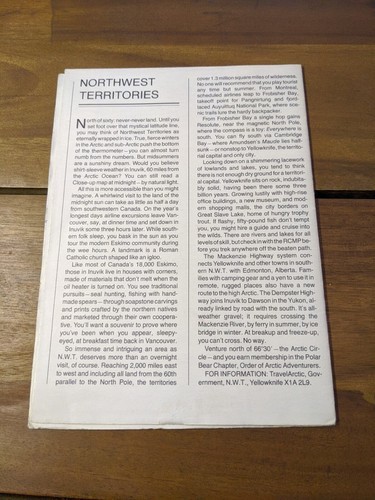 NORTHWEST
TERRITORIES
North of sixty: never-never land. Until you
set foot over that mystical latitude line,
you may think of Northwest Territories as
eternally wrapped in ice. True, fierce winters
in the Arctic and sub-Arctic push the bottom
of the thermometer – you can almost turn
numb from the numbers. But midsummers
are a sunshiny dream. Would you believe
shirt-sleeve weather in Inuvik, 60 miles from
the Arctic Ocean? You can still read a
Close-up map at midnight – by natural light.
All this is more accessible than you might
imagine. A whirlwind visit to the land of the
midnight sun can take as little as half a day
from southwestern Canada. On the year's
longest days airline excursions leave Van-
couver, say, at dinner time and set down in
Inuvik some three hours later. While south-
ern folk sleep, you bask in the sun as you
tour the modern Eskimo community during
the wee hours. A landmark is a Roman
Catholic church shaped like an igloo.
Like most of Canada's 18,000 Eskimo,
those in Inuvik live in houses with corners,
made of materials that don't melt when the
oil heater is turned on. You see traditional
pursuits—seal hunting, fishing with hand-
made spears – through soapstone carvings
and prints crafted by the northern natives
and marketed through their own coopera-
tive. You'll want a souvenir to prove where
you've been when you appear, sleepy-
eyed, at breakfast time back in Vancouver.
So immense and intriguing an area as
N.W.T. deserves more than an overnight
visit, of course. Reaching 2,000 miles east
to west and including all land from the 60th
parallel to the North Pole, the territories
cover 1.3 million square miles of wilderness.
No one will recommend that you play tourist
any time but summer. From Montreal,
scheduled airlines leap to Frobisher Bay,
takeoff point for Pangnirtung and fjord-
laced Auyuittuq National Park, where sce-
nic trails lure the hardy backpacker.
From Frobisher Bay a single hop gains
Resolute, near the magnetic North Pole,
where the compass is a toy: Everywhere is
south. You can fly south via Cambridge
Bay – where Amundsen's Maude lies half-
sunk – or nonstop to Yellowknife, the territo-
rial capital and only city.
Looking down on a shimmering lacework
of lowlands and lakes, you tend to think
there is not enough dry ground for a territori-
al capital. Yellowknife sits on rock, indubita-
bly solid, having been there some three
billion years. Growing lustily with high-rise
office buildings, a new museum, and mod-
ern shopping malls, the city borders on
Great Slave Lake, home of hungry trophy
trout. If flashy, fifty-pound fish don't tempt
you, you might hire a guide and cruise into
the wilds. There are rivers and lakes for all
levels of skill, but check in with the RCMP be-
fore you trek anywhere off the beaten path.
The Mackenzie Highway system con-
nects Yellowknife and other towns in south-
ern N.W.T. with Edmonton, Alberta. Fami-
lies with camping gear and a yen to use it in
remote, rugged places also have a new
route to the high Arctic. The Dempster High-
way joins Inuvik to Dawson in the Yukon, al-
ready linked by road with the south. It's all-
weather gravel; it requires crossing the
Mackenzie River, by ferry in summer, by ice
bridge in winter. At breakup and freeze-up,
you can't cross. No way.
Venture north of 66°30' – the Arctic Cir-
cle – and you earn membership in the Polar
Bear Chapter, Order of Arctic Adventurers.
FOR INFORMATION: TravelArctic, Gov-
ernment, N.W.T., Yellowknife X1A 2L9.